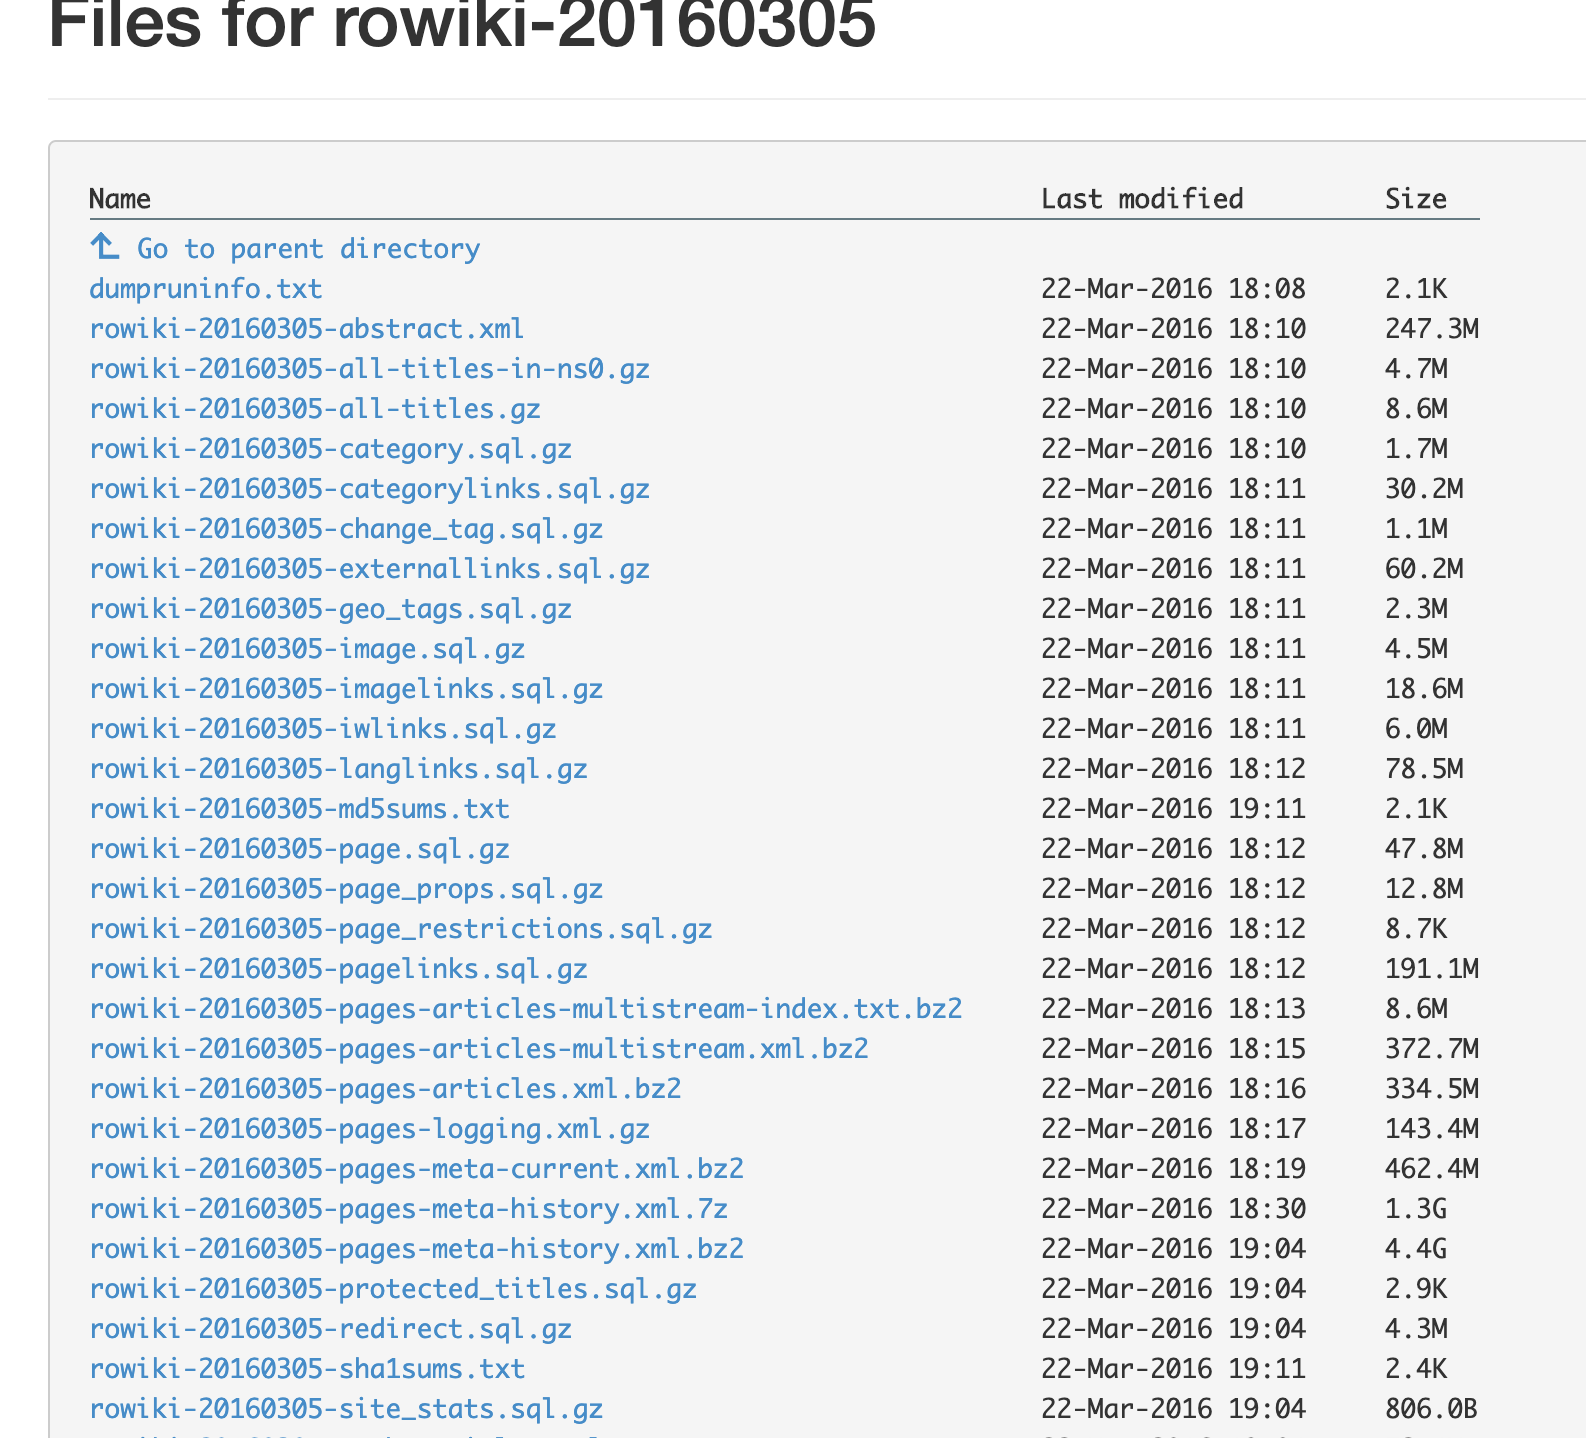 Files for rowiki-20160305
Name Last modified Size
Go to parent directory
dumpruninfo.txt 22-Mar-2016 18:08 2.1K
rowiki-20160305-abstract.xml 22-Mar-2016 18:10 247.3M
rowiki-20160305-all-titles-in-ns0.gz 22-Mar-2016 18:10 4.7M
rowiki-20160305-all-titles.gz 22-Mar-2016 18:10 8.6M
rowiki-20160305-category.sql.gz 22-Mar-2016 18:10 1.7M
rowiki-20160305-categorylinks.sql.gz 22-Mar-2016 18:11 30.2M
rowiki-20160305-change_tag.sql.gz 22-Mar-2016 18:11 1.1M
rowiki-20160305-externallinks.sql.gz 22-Mar-2016 18:11 60.2M
rowiki-20160305-geo_tags.sql.gz 22-Mar-2016 18:11 2.3M
rowiki-20160305-image.sql.gz 22-Mar-2016 18:11 4.5M
rowiki-20160305-imagelinks.sql.gz 22-Mar-2016 18:11 18.6M
rowiki-20160305-iwlinks.sql.gz 22-Mar-2016 18:11 6.0M
rowiki-20160305-langlinks.sql.gz 22-Mar-2016 18:12 78.5M
rowiki-20160305-md5sums.txt 22-Mar-2016 19:11 2.1K
rowiki-20160305-page.sql.gz 22-Mar-2016 18:12 47.8M
rowiki-20160305-page_props.sql.gz 22-Mar-2016 18:12 12.8M
rowiki-20160305-page_restrictions.sql.gz 22-Mar-2016 18:12 8.7K
rowiki-20160305-pagelinks.sql.gz 22-Mar-2016 18:12 191.1M
rowiki-20160305-pages-articles-multistream-index.txt.bz2 22-Mar-2016 18:13 8.6M
rowiki-20160305-pages-articles-multistream.xml.bz2 22-Mar-2016 18:15 372.7M
rowiki-20160305-pages-articles.xml.bz2 22-Mar-2016 18:16 334.5M
rowiki-20160305-pages-logging.xml.gz 22-Mar-2016 18:17 143.4M
rowiki-20160305-pages-meta-current.xml.bz2 22-Mar-2016 18:19 462.4M
rowiki-20160305-pages-meta-history.xml.7z 22-Mar-2016 18:30 1.3G
rowiki-20160305-pages-meta-history.xml.bz2 22-Mar-2016 19:04 4.4G
rowiki-20160305-protected_titles.sql.gz 22-Mar-2016 19:04 2.9K
rowiki-20160305-redirect.sql.gz 22-Mar-2016 19:04 4.3M
rowiki-20160305-sha1sums.txt 22-Mar-2016 19:11 2.4K
rowiki-20160305-site_stats.sql.gz 22-Mar-2016 19:04 806.0B